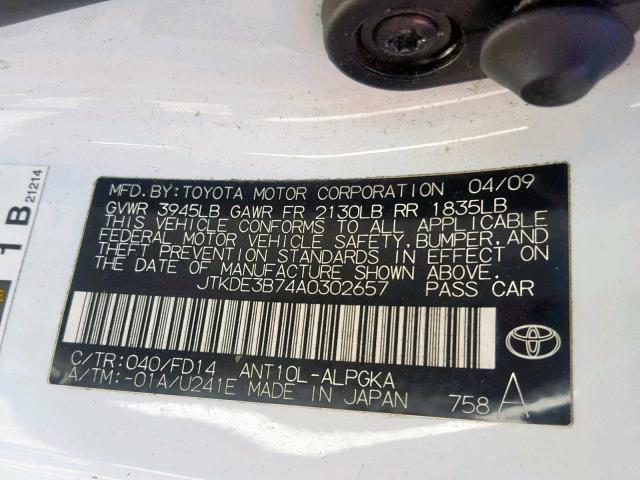 MFD.BY:TOYOTA MOTOR CORPORATION 04/09
GVWR 3945LB GAWR FR 2130LB RR 1835LB
THIS VEHICLE CONFORMS TO ALL APPLICABLE
FEDERAL MOTOR VEHICLE SAFETY,BUMPER,AND
THEFT PREVENTION STANDARDS IN EFFECT ON
THE DATE OF MANUFACTURE SHOWN ABOVE.
JTKDE3B74A0302657 PASS CAR
C/TR:040/FD14 ANT10L-ALPGKA
A/TM:-01A/U241E MADE IN JAPAN
758 A
1 B 21214